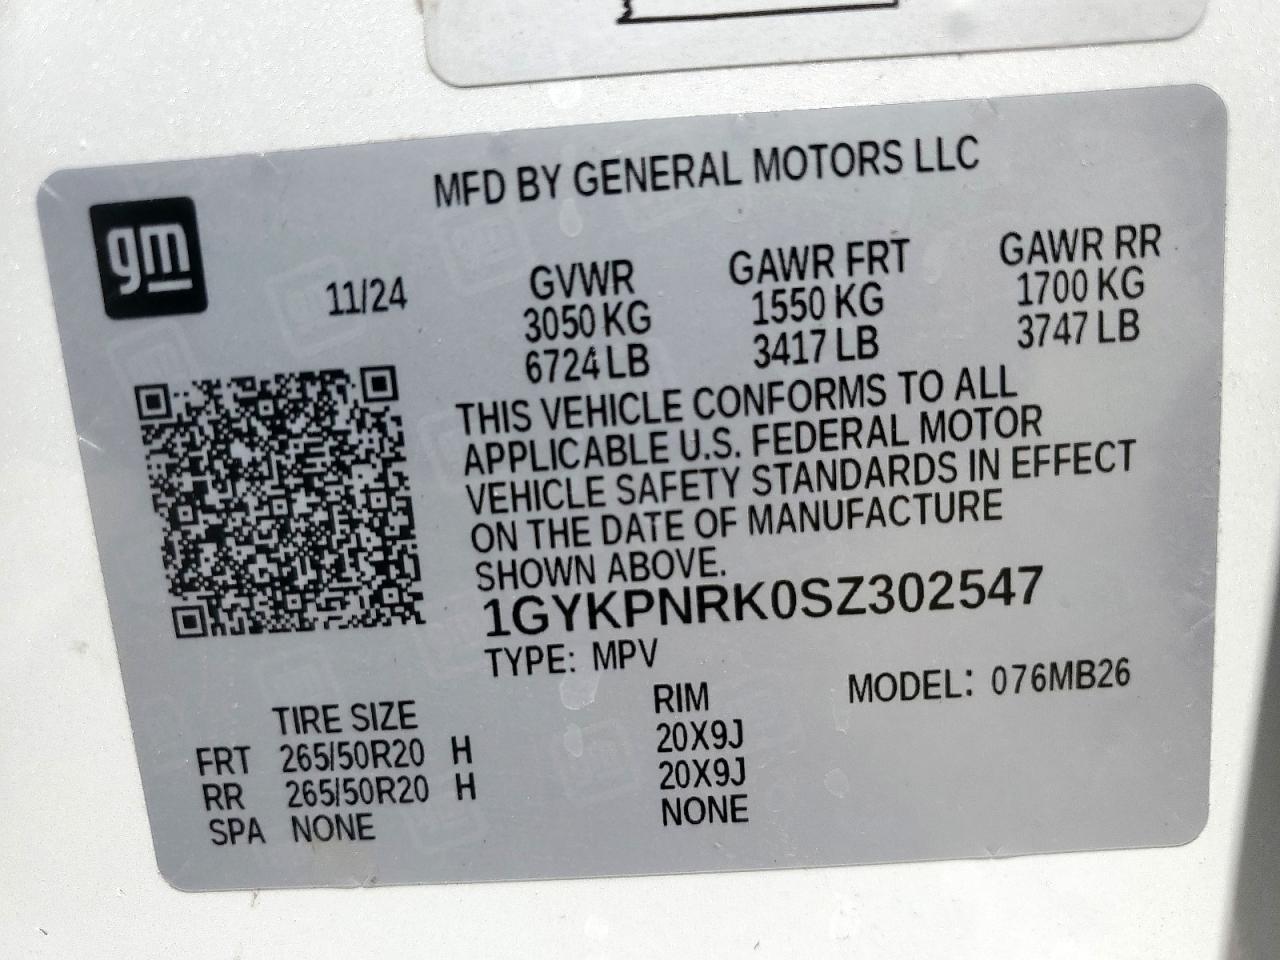 MFD BY GENERAL MOTORS LLC
gm
11/24 GVWR GAWR FRT GAWR RR
3050 KG 1550 KG 1700 KG
6724 LB 3417 LB 3747 LB
THIS VEHICLE CONFORMS TO ALL
APPLICABLE U.S. FEDERAL MOTOR
VEHICLE SAFETY STANDARDS IN EFFECT
ON THE DATE OF MANUFACTURE
SHOWN ABOVE.
1GYKPNRK0SZ302547
TYPE: MPV
MODEL: 076MB26
TIRE SIZE RIM
FRT 265/50R20 H 20X9J
RR 265/50R20 H 20X9J
SPA NONE NONE